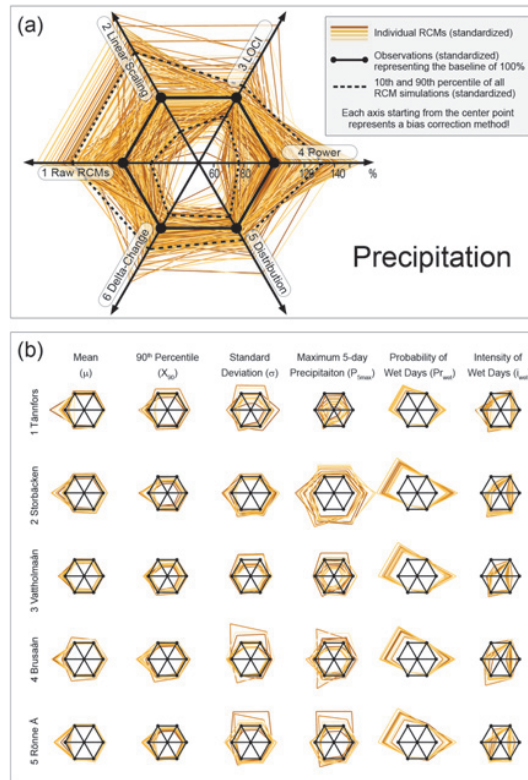 (a)
Individual RCMs (standardized)
Observations (standardized)
representing the baseline of 100%
10th and 90th percentile of all
RCM simulations (standardized)
Each axis starting from the center point
represents a bias correction method!
2 Linear Scaling
3 LOCI
4 Power
1 Raw RCMs
60
120
140
%
6 Delta-Change
5 Distribution
Precipitation
(b)
Mean
(μ)
90th Percentile
(X90)
Standard
Deviation (σ)
Maximum 5-day
Precipitaiton (P5max)
Probability of
Wet Days (Prwet)
Intensity of
Wet Days (iwet)
1 Tännfors
2 Storbäcken
3 Vattholmaån
4 Brusaån
5 Rönne Å